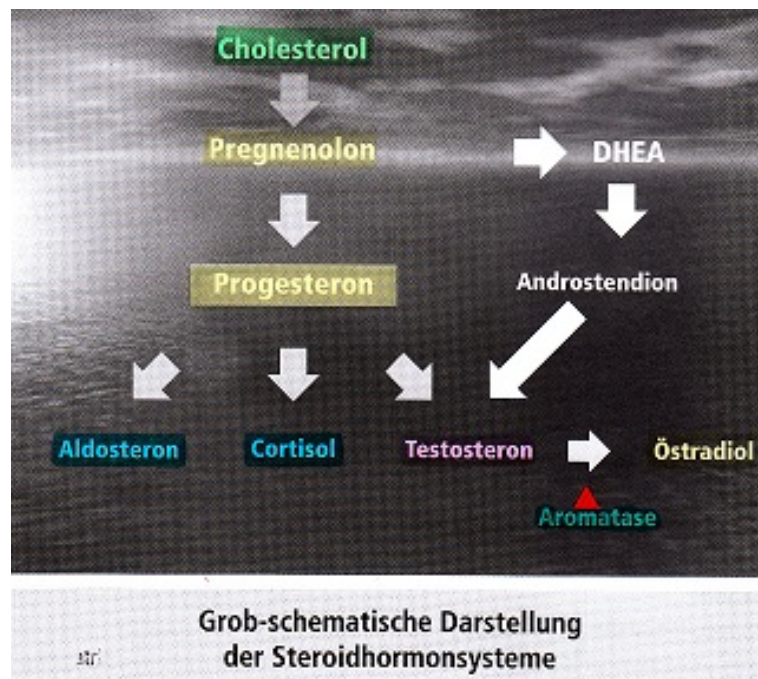 Cholesterol
Pregnenolon DHEA
Progesteron Androstendion
Aldosteron Cortisol Testosteron Östradiol
Aromatase
Grob-schematische Darstellung
der Steroidhormonsysteme